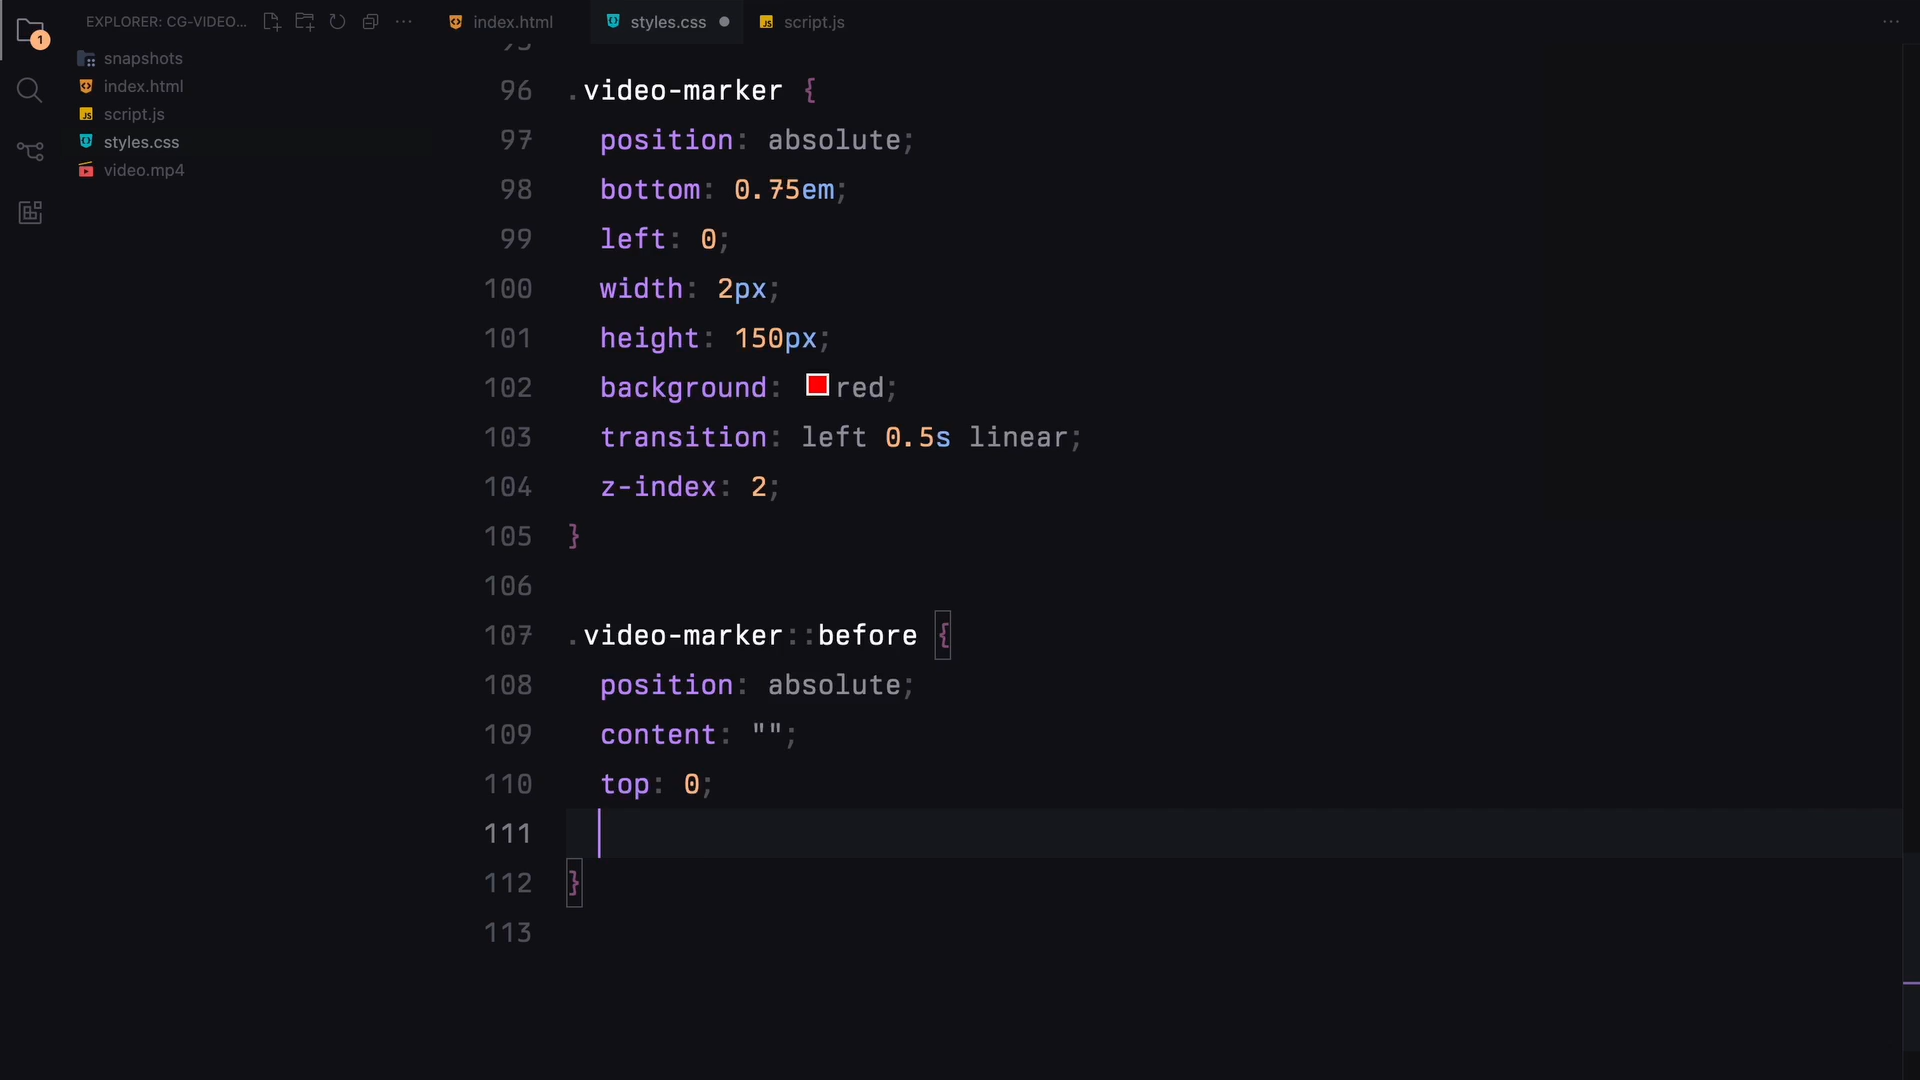 EXPLORER: CG-VIDEO...
index.html
styles.css
script.js
1
snapshots
index.html
script.js
styles.css
video.mp4
95
96 .video-marker {
97 position: absolute;
98 bottom: 0.75em;
99 left: 0;
100 width: 2px;
101 height: 150px;
102 background: red;
103 transition: left 0.5s linear;
104 z-index: 2;
105 }
106
107 .video-marker::before {
108 position: absolute;
109 content: "";
110 top: 0;
111
112 }
113